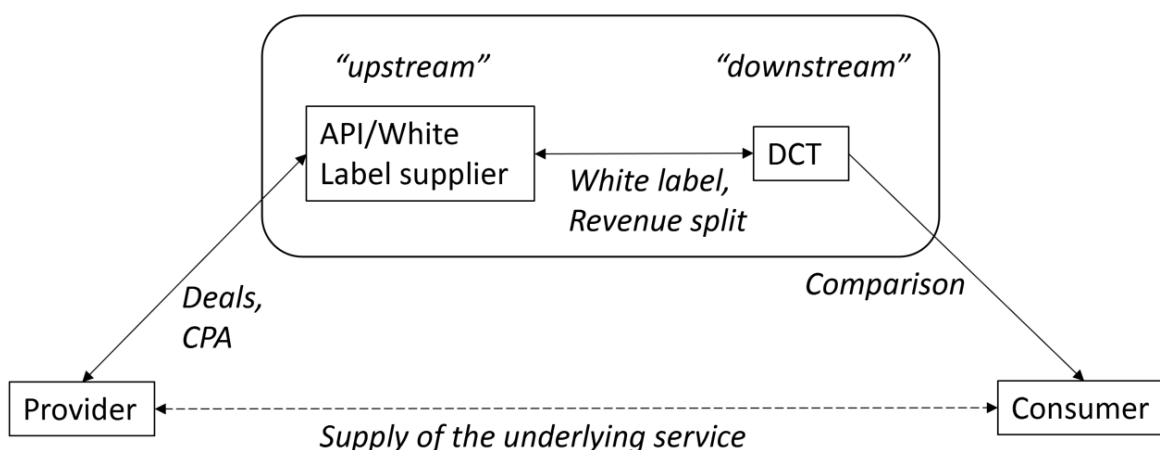 “upstream”
“downstream”
API/White
Label supplier
DCT
White label,
Revenue split
Comparison
Deals,
CPA
Provider
Consumer
Supply of the underlying service